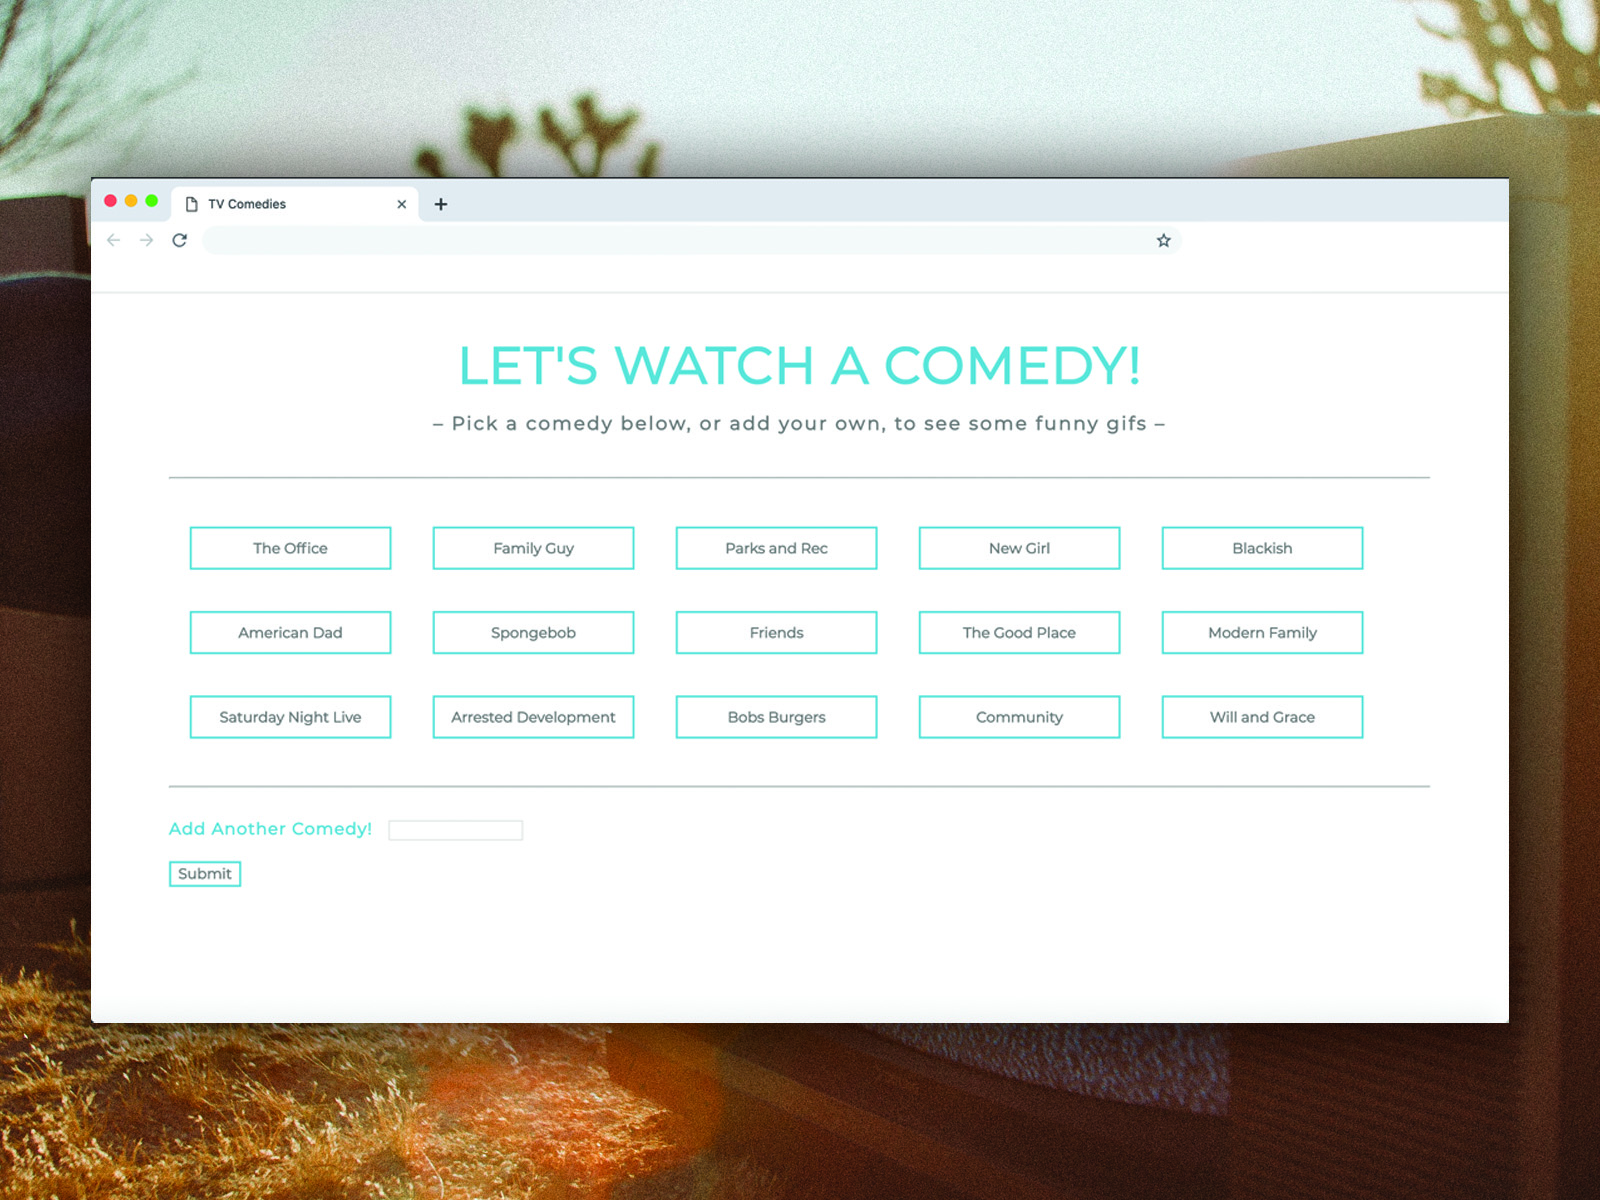 TV Comedies
LET'S WATCH A COMEDY!
– Pick a comedy below, or add your own, to see some funny gifs –
The Office
Family Guy
Parks and Rec
New Girl
Blackish
American Dad
Spongebob
Friends
The Good Place
Modern Family
Saturday Night Live
Arrested Development
Bobs Burgers
Community
Will and Grace
Add Another Comedy!
Submit